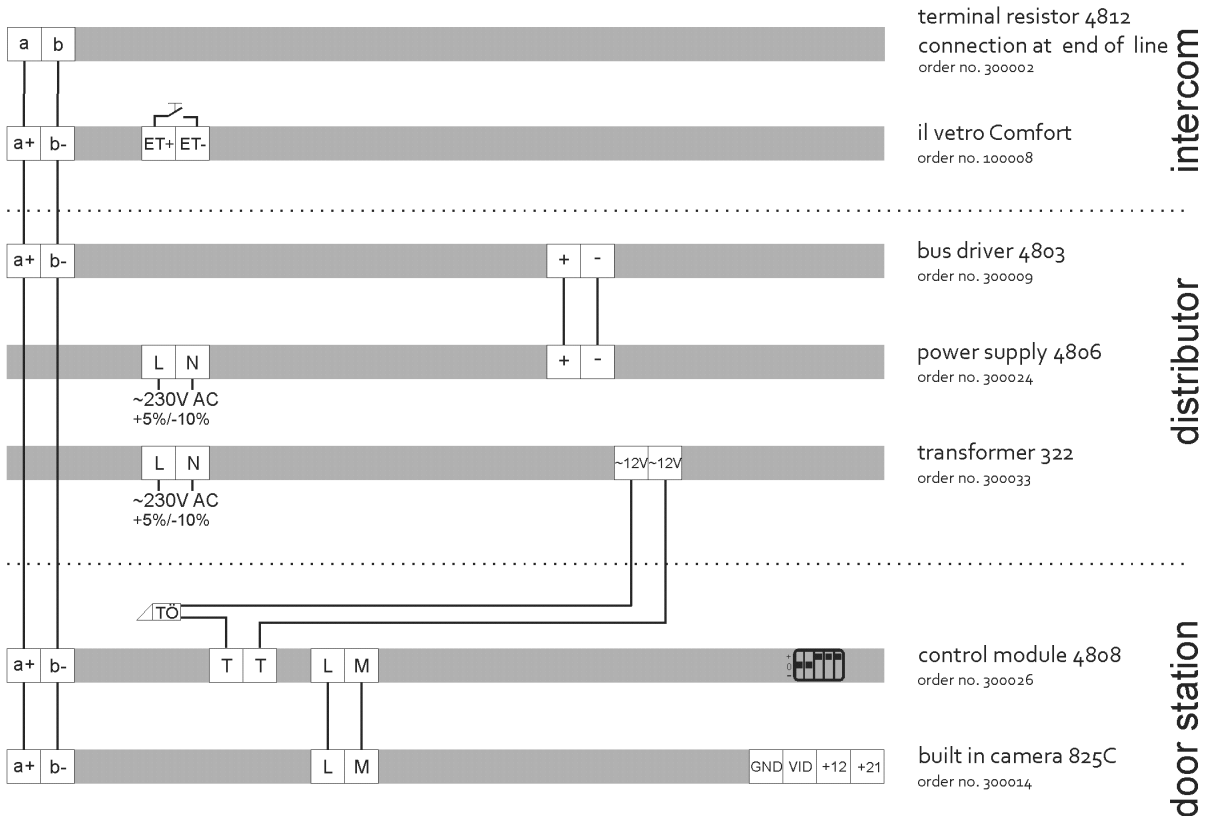 a b
terminal resistor 4812
connection at end of line
order no. 300002
a+ b- ET+ ET-
il vetro Comfort
order no. 100008
intercom
a+ b- + -
bus driver 4803
order no. 300009
L N + -
~230V AC
+5%/-10%
power supply 4806
order no. 300024
L N ~12V ~12V
~230V AC
+5%/-10%
transformer 322
order no. 300033
distributor
TÖ
a+ b- T T L M
+
0
-
control module 4808
order no. 300026
a+ b- L M GND VID +12 +21
built in camera 825C
order no. 300014
door station